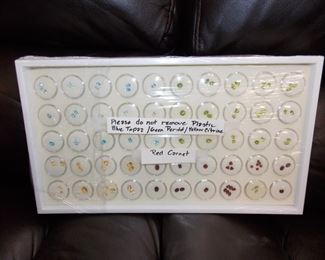 Please do not remove Plastic
Blue Topaz / Green Peridot / Yellow Citrine
Red Garnet